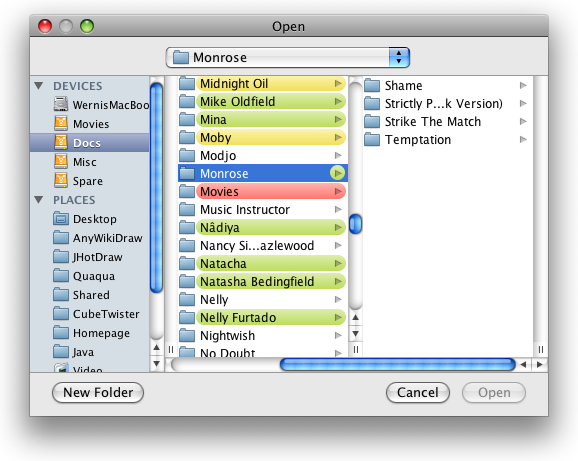 Open
Monrose
DEVICES
WernisMacBoo
Movies
Docs
Misc
Spare
PLACES
Desktop
AnyWikiDraw
JHotDraw
Quaqua
Shared
CubeTwister
Homepage
Java
Video
Midnight Oil
Mike Oldfield
Mina
Moby
Modjo
Monrose
Movies
Music Instructor
Nâdiya
Nancy Si...azlewood
Natacha
Natasha Bedingfield
Nelly
Nelly Furtado
Nightwish
No Doubt
Shame
Strictly P...k Version)
Strike The Match
Temptation
New Folder
Cancel
Open